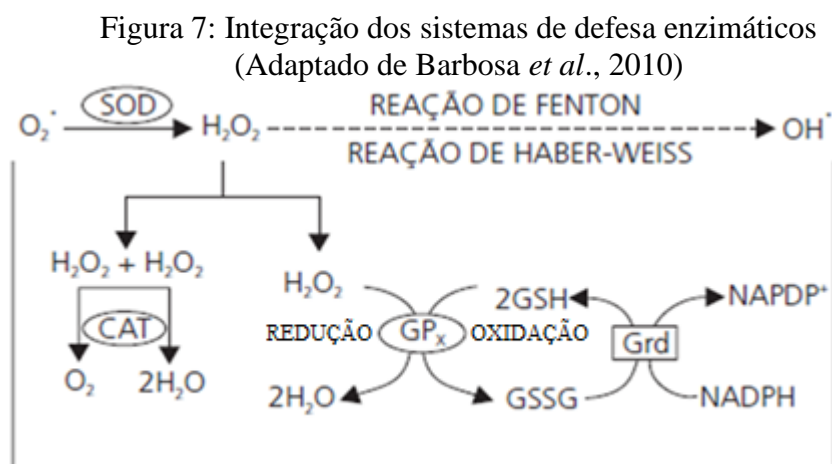 Figura 7: Integração dos sistemas de defesa enzimáticos
(Adaptado de Barbosa et al., 2010)
O₂˙ SOD H₂O₂ REAÇÃO DE FENTON OH˙
REAÇÃO DE HABER-WEISS
H₂O₂ + H₂O₂
CAT
O₂ 2H₂O
H₂O₂ 2GSH NAPDP⁺
REDUÇÃO GPₓ OXIDAÇÃO Grd
2H₂O GSSG NADPH